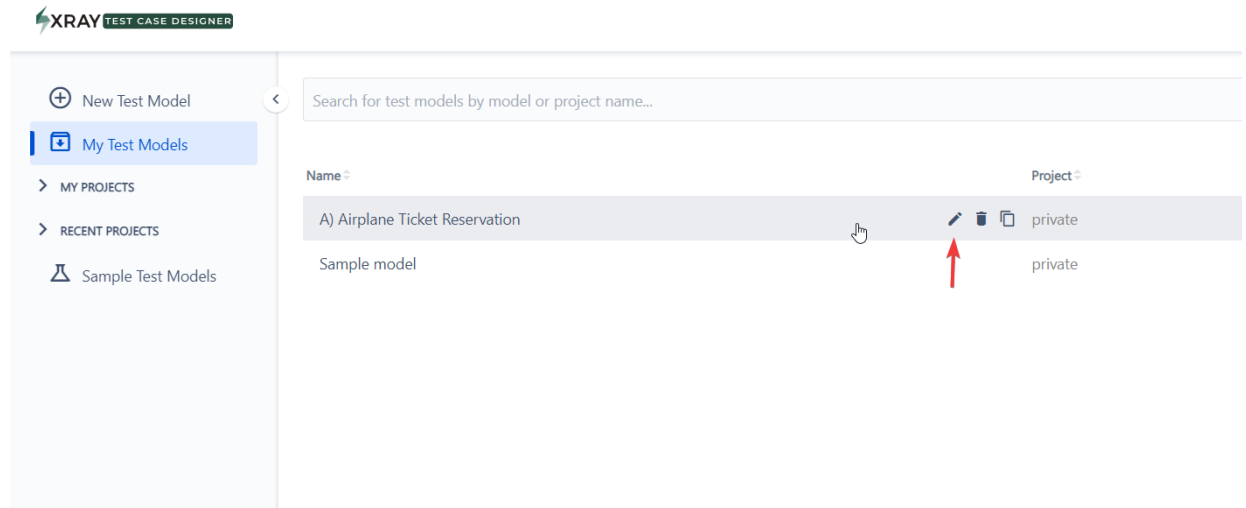 XRAY TEST CASE DESIGNER
New Test Model
My Test Models
MY PROJECTS
RECENT PROJECTS
Sample Test Models
Search for test models by model or project name...
Name Project
A) Airplane Ticket Reservation private
Sample model private